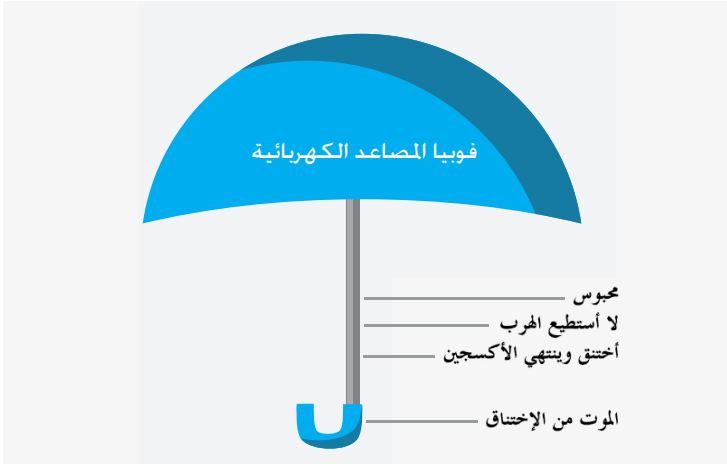 فوبيا المصاعد الكهربائية
محبوس
لا أستطيع الهرب
أختنق وينتهي الأكسجين
الموت من الإختناق